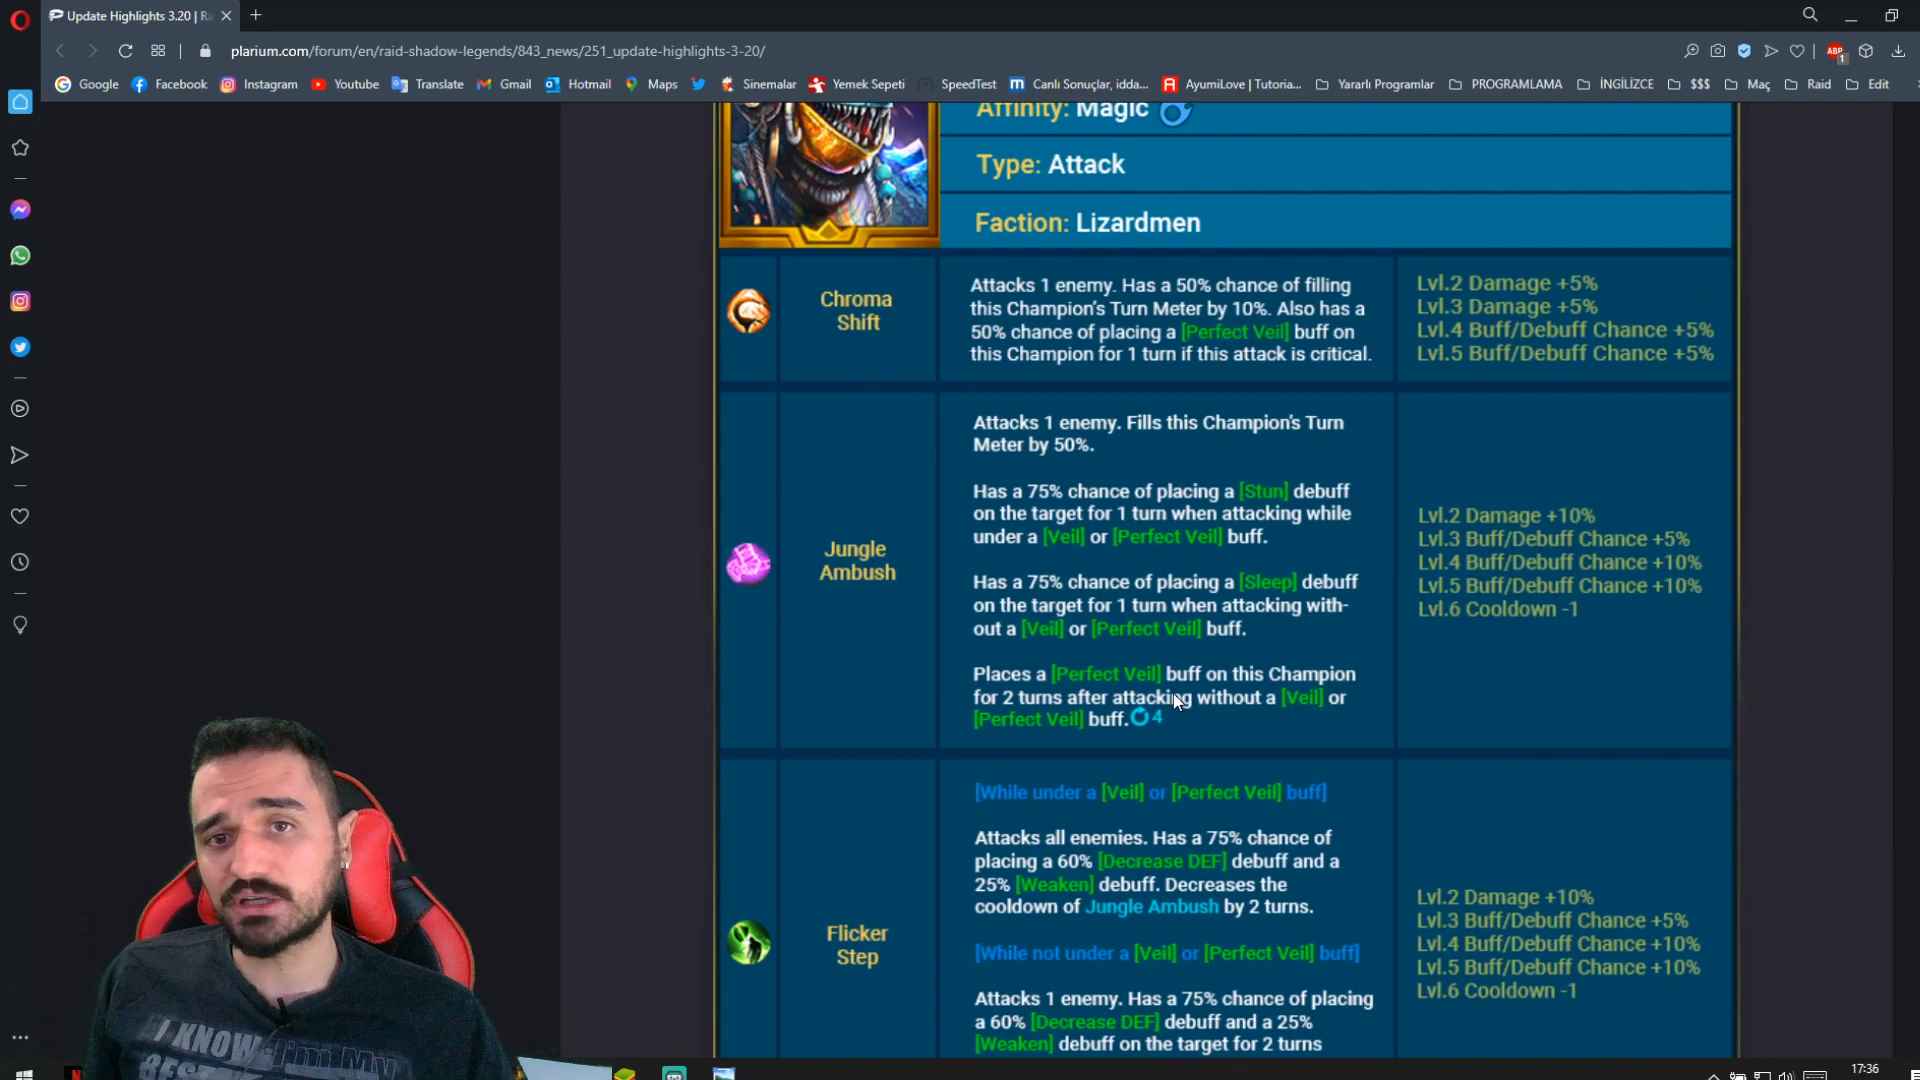 Update Highlights 3.20 | Ra
plarium.com/forum/en/raid-shadow-legends/843_news/251_update-highlights-3-20/
ABP
1
Google
Facebook
Instagram
Youtube
Translate
Gmail
Hotmail
Maps
Sinemalar
Yemek Sepeti
SpeedTest
Canlı Sonuçlar, idda...
AyumiLove | Tutoria...
Yararlı Programlar
PROGRAMLAMA
İNGİLİZCE
$$$
Maç
Raid
Edit
Affinity: Magic
Type: Attack
Faction: Lizardmen
Chroma
Shift
Attacks 1 enemy. Has a 50% chance of filling
this Champion's Turn Meter by 10%. Also has a
50% chance of placing a [Perfect Veil] buff on
this Champion for 1 turn if this attack is critical.
Lvl.2 Damage +5%
Lvl.3 Damage +5%
Lvl.4 Buff/Debuff Chance +5%
Lvl.5 Buff/Debuff Chance +5%
Jungle
Ambush
Attacks 1 enemy. Fills this Champion's Turn
Meter by 50%.
Has a 75% chance of placing a [Stun] debuff
on the target for 1 turn when attacking while
under a [Veil] or [Perfect Veil] buff.
Has a 75% chance of placing a [Sleep] debuff
on the target for 1 turn when attacking with-
out a [Veil] or [Perfect Veil] buff.
Places a [Perfect Veil] buff on this Champion
for 2 turns after attacking without a [Veil] or
[Perfect Veil] buff. 4
Lvl.2 Damage +10%
Lvl.3 Buff/Debuff Chance +5%
Lvl.4 Buff/Debuff Chance +10%
Lvl.5 Buff/Debuff Chance +10%
Lvl.6 Cooldown -1
Flicker
Step
[While under a [Veil] or [Perfect Veil] buff]
Attacks all enemies. Has a 75% chance of
placing a 60% [Decrease DEF] debuff and a
25% [Weaken] debuff. Decreases the
cooldown of Jungle Ambush by 2 turns.
[While not under a [Veil] or [Perfect Veil] buff]
Attacks 1 enemy. Has a 75% chance of placing
a 60% [Decrease DEF] debuff and a 25%
[Weaken] debuff on the target for 2 turns
Lvl.2 Damage +10%
Lvl.3 Buff/Debuff Chance +5%
Lvl.4 Buff/Debuff Chance +10%
Lvl.5 Buff/Debuff Chance +10%
Lvl.6 Cooldown -1
I KNOW
I'm My
BES
17:36